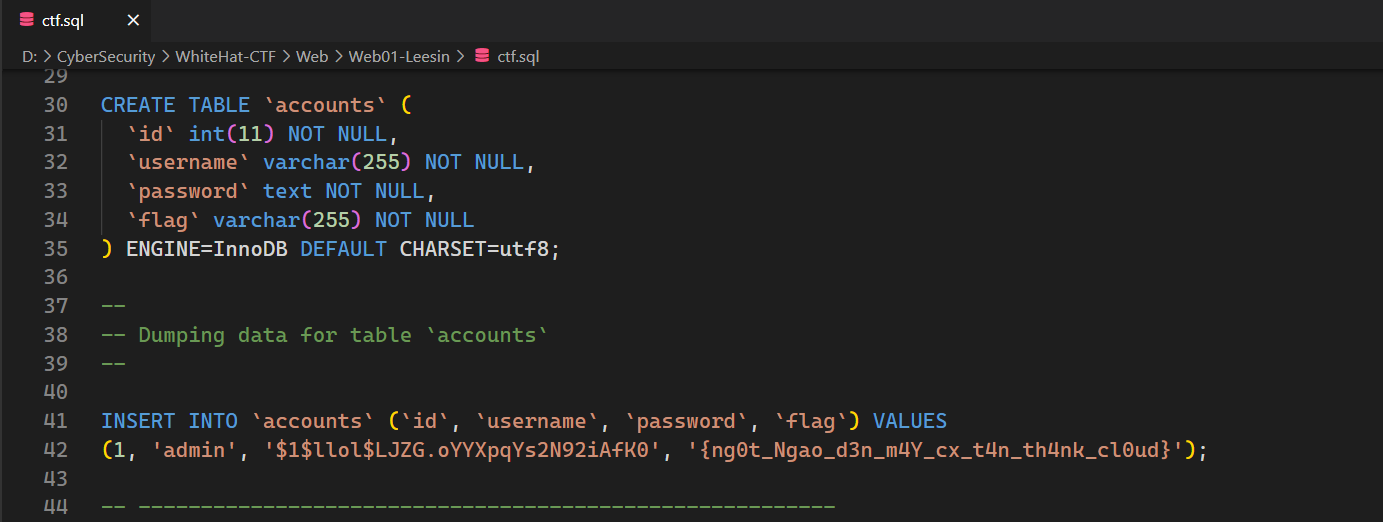 ctf.sql ×
D: > CyberSecurity > WhiteHat-CTF > Web > Web01-Leesin > ctf.sql
29
30 CREATE TABLE `accounts` (
31 `id` int(11) NOT NULL,
32 `username` varchar(255) NOT NULL,
33 `password` text NOT NULL,
34 `flag` varchar(255) NOT NULL
35 ) ENGINE=InnoDB DEFAULT CHARSET=utf8;
36
37 --
38 -- Dumping data for table `accounts`
39 --
40
41 INSERT INTO `accounts` (`id`, `username`, `password`, `flag`) VALUES
42 (1, 'admin', '$1$llol$LJZG.oYYXpqYs2N92iAfK0', '{ng0t_Ngao_d3n_m4Y_cx_t4n_th4nk_cl0ud}');
43
44 -- --------------------------------------------------------